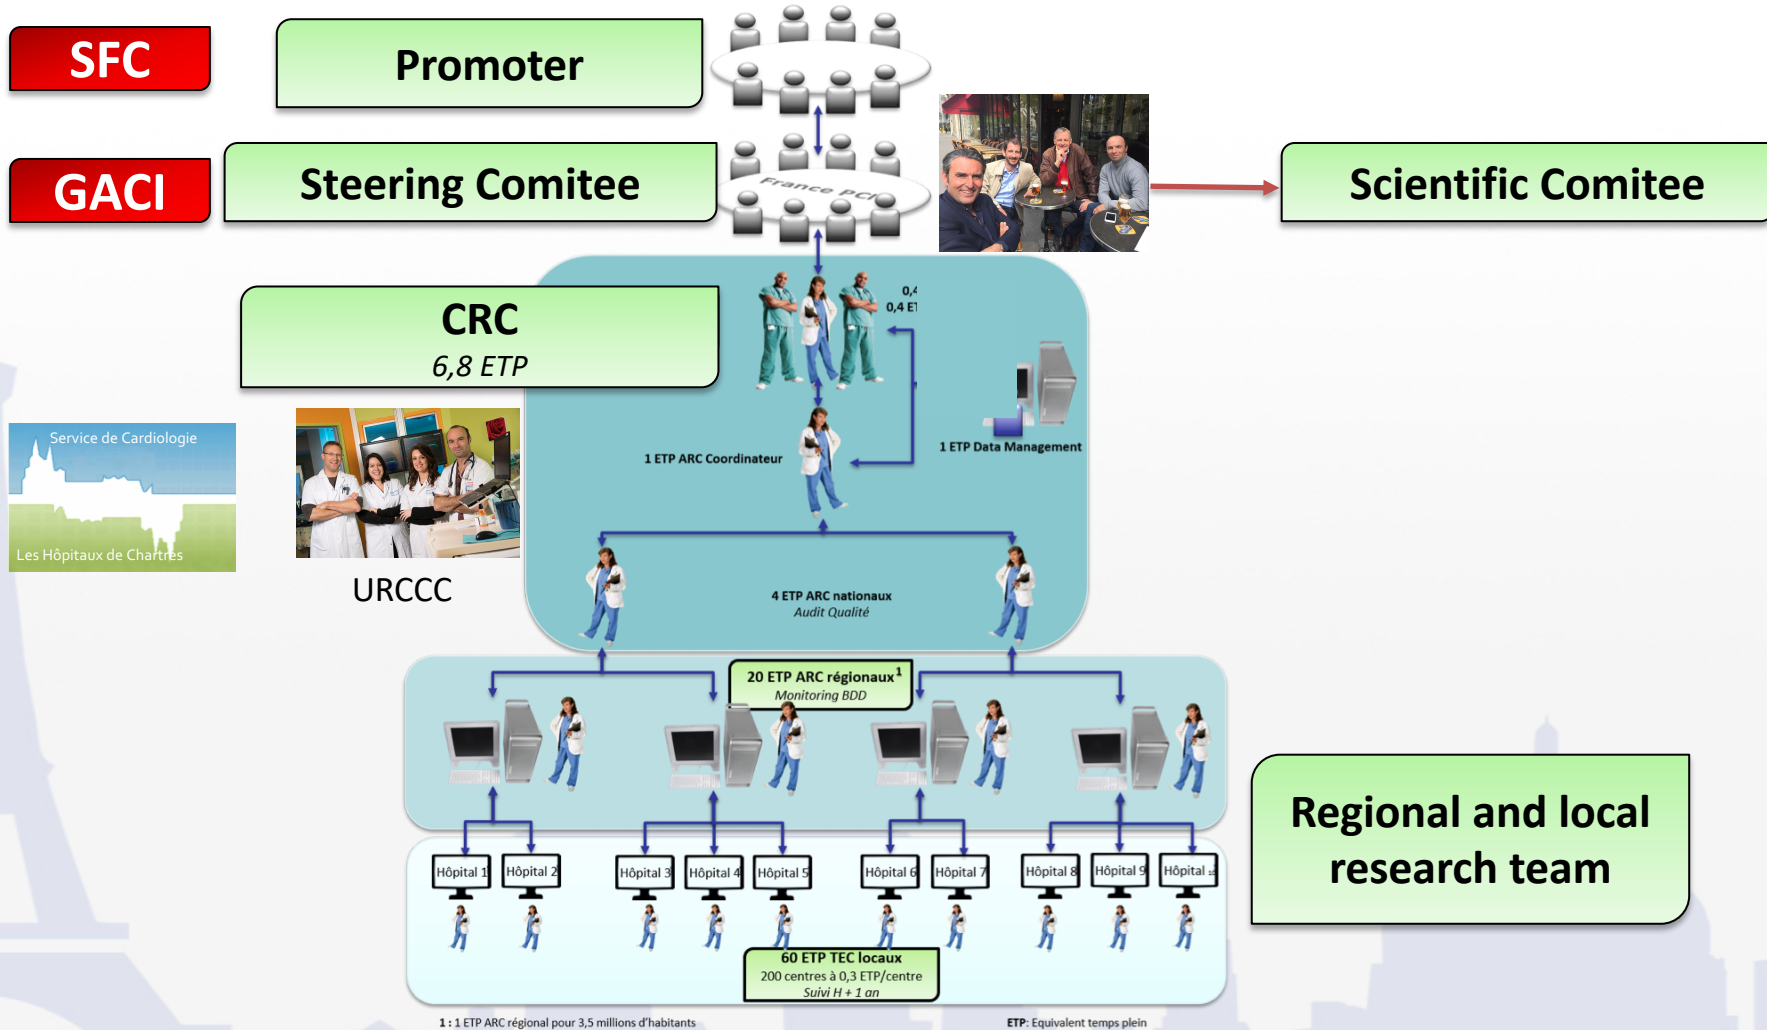 SFC
Promoter
GACI
Steering Comitee
France PCI
Scientific Comitee
CRC
6,8 ETP
0,4
0,4 ET
1 ETP ARC Coordinateur
1 ETP Data Management
Service de Cardiologie
Les Hôpitaux de Chartres
URCCC
4 ETP ARC nationaux
Audit Qualité
20 ETP ARC régionaux¹
Monitoring BDD
Regional and local
research team
Hôpital 1
Hôpital 2
Hôpital 3
Hôpital 4
Hôpital 5
Hôpital 6
Hôpital 7
Hôpital 8
Hôpital 9
Hôpital 10
60 ETP TEC locaux
200 centres à 0,3 ETP/centre
Suivi H + 1 an
1 : 1 ETP ARC régional pour 3,5 millions d'habitants
ETP: Equivalent temps plein